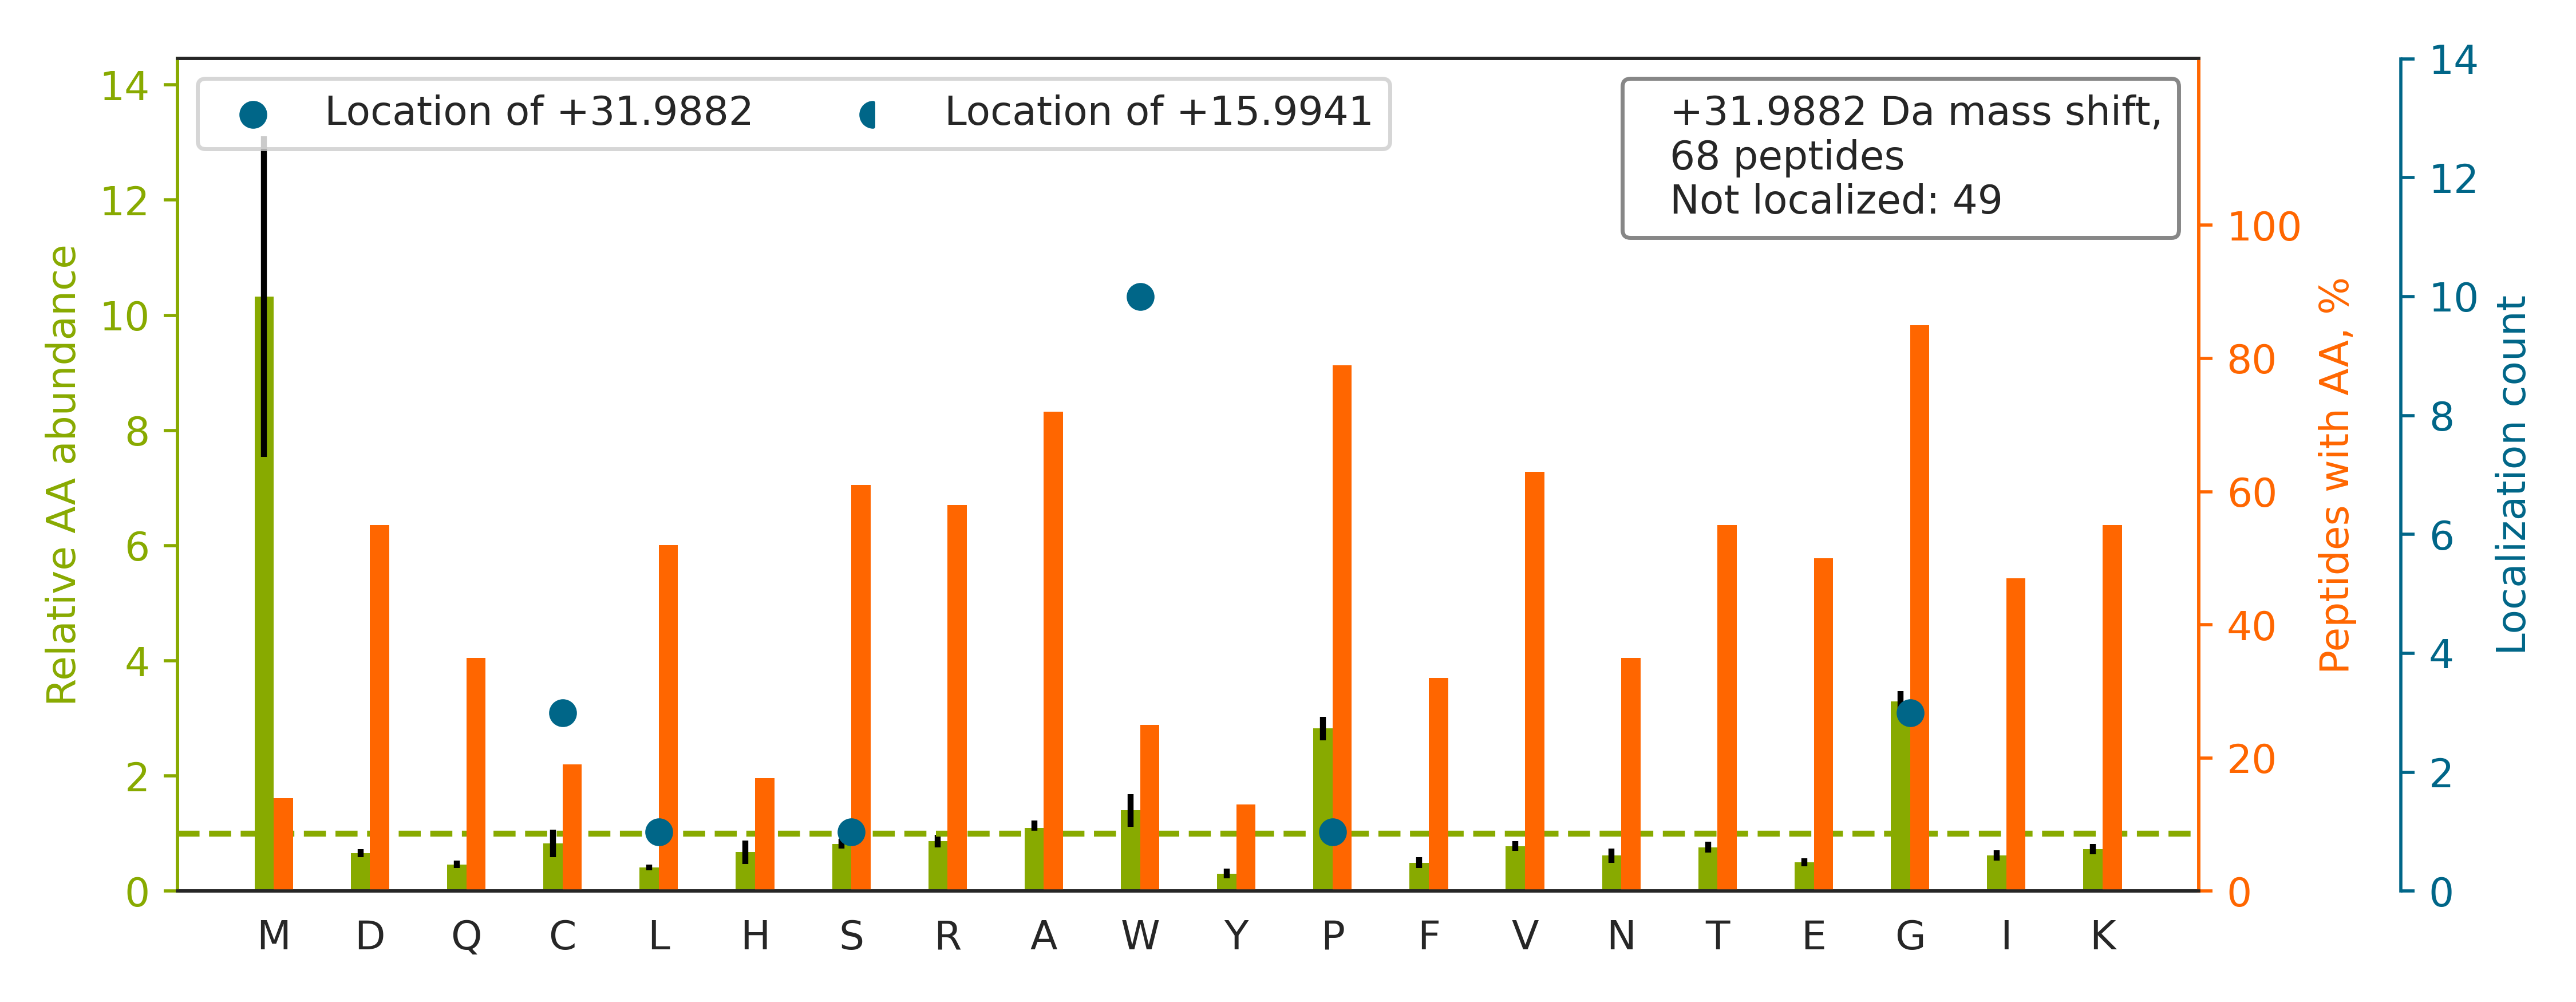 Location of +31.9882 Location of +15.9941
+31.9882 Da mass shift,
68 peptides
Not localized: 49
Relative AA abundance
14
12
10
8
6
4
2
0
M D Q C L H S R A W Y P F V N T E G I K
100
80
60
40
20
0
Peptides with AA, %
14
12
10
8
6
4
2
0
Localization count